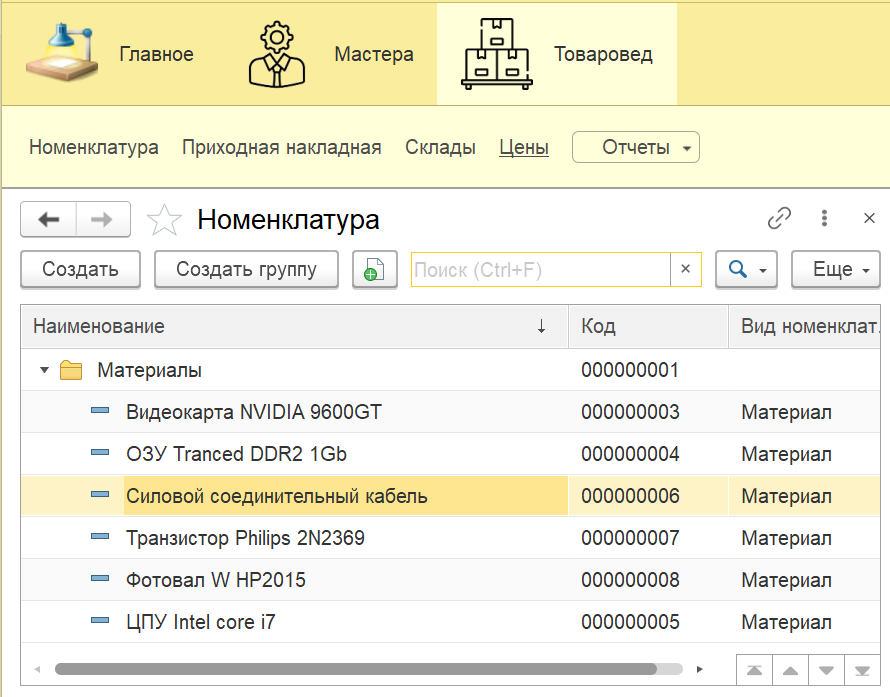 Главное Мастера Товаровед
Номенклатура Приходная накладная Склады Цены Отчеты
Номенклатура
Создать Создать группу Поиск (Ctrl+F) Еще
Наименование Код Вид номенклат.
Материалы 000000001
Видеокарта NVIDIA 9600GT 000000003 Материал
ОЗУ Tranced DDR2 1Gb 000000004 Материал
Силовой соединительный кабель 000000006 Материал
Транзистор Philips 2N2369 000000007 Материал
Фотовал W HP2015 000000008 Материал
ЦПУ Intel core i7 000000005 Материал